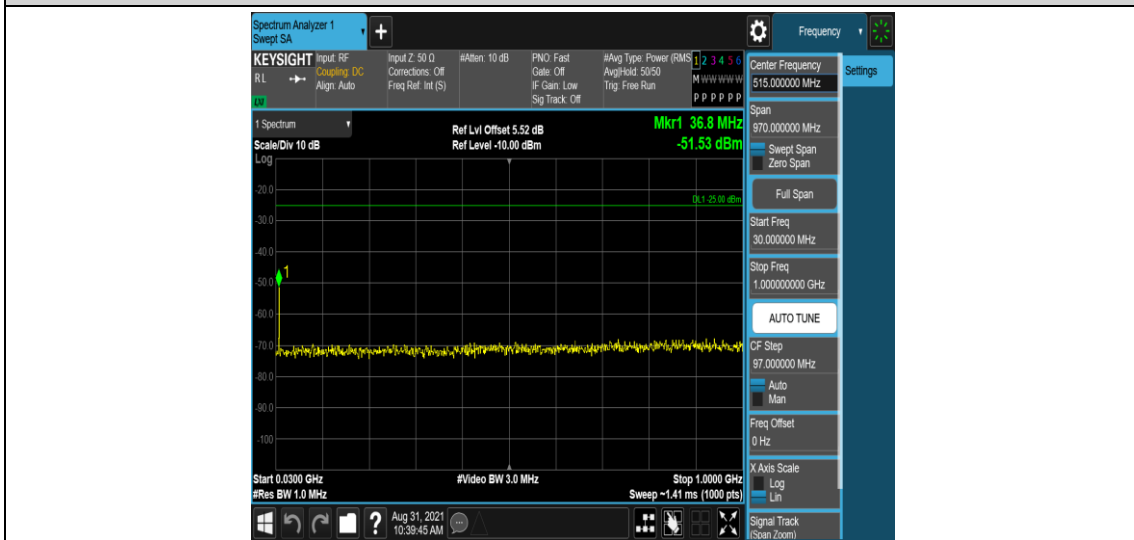 Spectrum Analyzer 1
Swept SA
+
Frequency
KEYSIGHT
RL
LXI
Input: RF
Coupling: DC
Align: Auto
Input Z: 50 Ω
Corrections: Off
Freq Ref: Int (S)
#Atten: 10 dB
PNO: Fast
Gate: Off
IF Gain: Low
Sig Track: Off
#Avg Type: Power (RMS
Avg|Hold: 50/50
Trig: Free Run
1 2 3 4 5 6
M W W W W W
P P P P P P
1 Spectrum
Scale/Div 10 dB
Log
Ref Lvl Offset 5.52 dB
Ref Level -10.00 dBm
Mkr1 36.8 MHz
-51.53 dBm
-20.0
DL1 -25.00 dBm
-30.0
-40.0
1
-50.0
-60.0
-70.0
-80.0
-90.0
-100
Start 0.0300 GHz
#Res BW 1.0 MHz
#Video BW 3.0 MHz
Stop 1.0000 GHz
Sweep ~1.41 ms (1000 pts)
Center Frequency
515.000000 MHz
Settings
Span
970.000000 MHz
Swept Span
Zero Span
Full Span
Start Freq
30.000000 MHz
Stop Freq
1.000000000 GHz
AUTO TUNE
CF Step
97.000000 MHz
Auto
Man
Freq Offset
0 Hz
X Axis Scale
Log
Lin
Signal Track
(Span Zoom)
?
Aug 31, 2021
10:39:45 AM